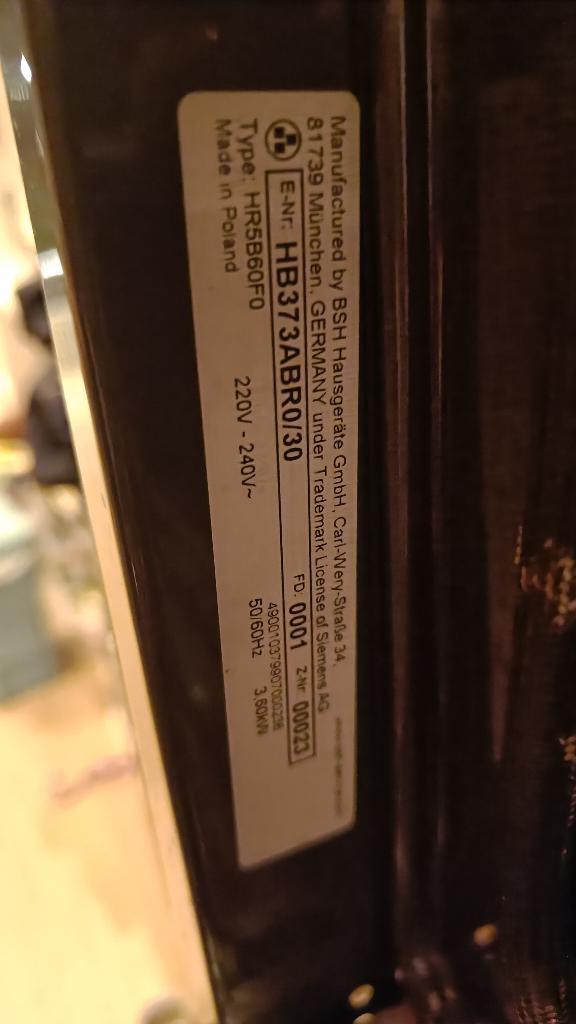 Manufactured by BSH Hausgeräte GmbH, Carl-Wery-Straße 34,
81739 München, GERMANY under Trademark License of Siemens AG
E-Nr. HB373ABR0/30 FD: 0001 Z-Nr. 00023
Type: HR5B60F0 220V - 240V~ 50/60Hz 3,60kW
Made in Poland